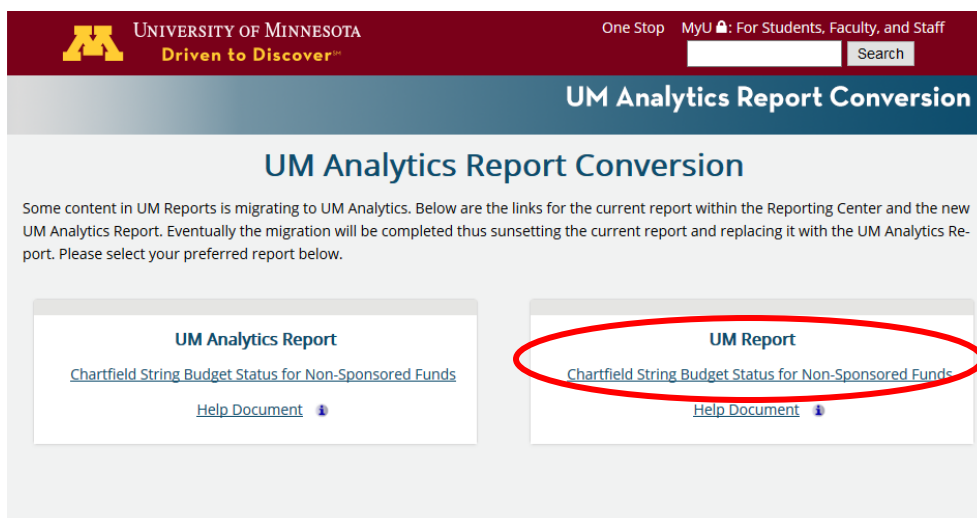 UNIVERSITY OF MINNESOTA
Driven to Discover℠
One Stop MyU : For Students, Faculty, and Staff
Search
UM Analytics Report Conversion
UM Analytics Report Conversion
Some content in UM Reports is migrating to UM Analytics. Below are the links for the current report within the Reporting Center and the new
UM Analytics Report. Eventually the migration will be completed thus sunsetting the current report and replacing it with the UM Analytics Re-
port. Please select your preferred report below.
UM Analytics Report
Chartfield String Budget Status for Non-Sponsored Funds
Help Document
UM Report
Chartfield String Budget Status for Non-Sponsored Funds
Help Document